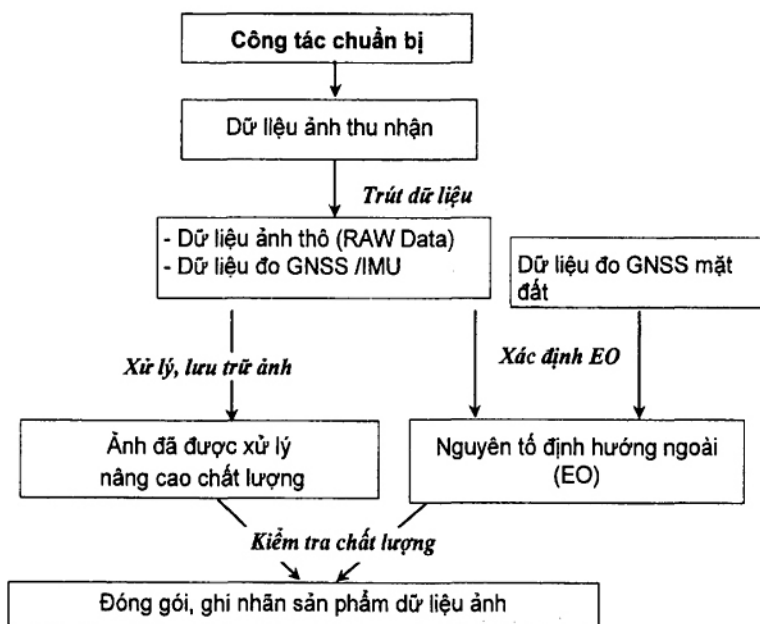 Công tác chuẩn bị
Dữ liệu ảnh thu nhận
Trút dữ liệu
- Dữ liệu ảnh thô (RAW Data)
- Dữ liệu đo GNSS /IMU
Dữ liệu đo GNSS mặt
đất
Xử lý, lưu trữ ảnh
Xác định EO
Ảnh đã được xử lý
nâng cao chất lượng
Nguyên tố định hướng ngoài
(EO)
Kiểm tra chất lượng
Đóng gói, ghi nhãn sản phẩm dữ liệu ảnh